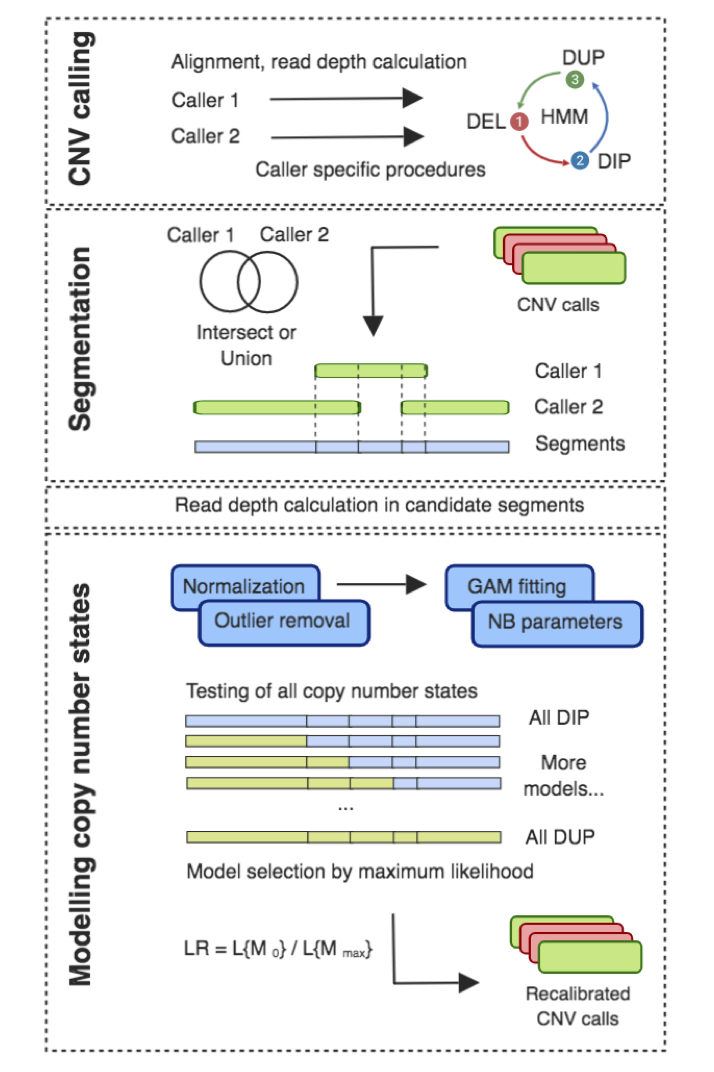 CNV calling
Alignment, read depth calculation
Caller 1
Caller 2
Caller specific procedures
DUP
3
DEL
1
HMM
2
DIP
Segmentation
Caller 1
Caller 2
Intersect or
Union
CNV calls
Caller 1
Caller 2
Segments
Read depth calculation in candidate segments
Modelling copy number states
Normalization
Outlier removal
GAM fitting
NB parameters
Testing of all copy number states
All DIP
More
models...
...
All DUP
Model selection by maximum likelihood
LR = L{M 0} / L{M max}
Recalibrated
CNV calls